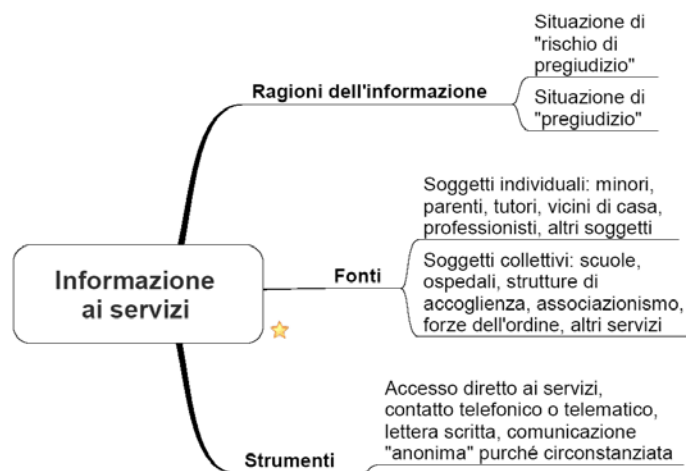 Informazione
ai servizi
Ragioni dell'informazione
Situazione di
"rischio di
pregiudizio"
Situazione di
"pregiudizio"
Fonti
Soggetti individuali: minori,
parenti, tutori, vicini di casa,
professionisti, altri soggetti
Soggetti collettivi: scuole,
ospedali, strutture di
accoglienza, associazionismo,
forze dell'ordine, altri servizi
Strumenti
Accesso diretto ai servizi,
contatto telefonico o telematico,
lettera scritta, comunicazione
"anonima" purché circonstanziata